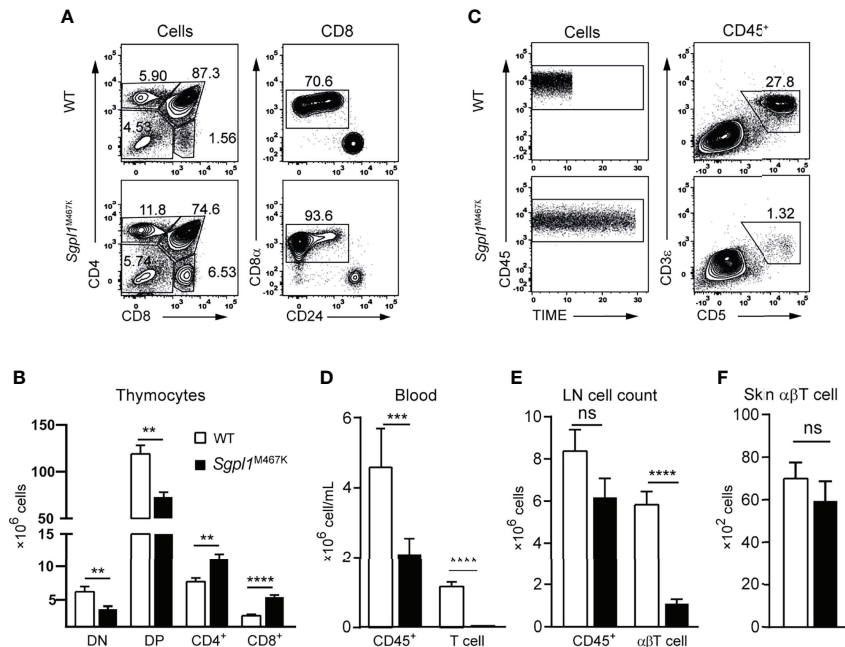 A
Cells
CD8
WT
5.90
87.3
4.53
1.56
70.6
Sgpl1M467K
11.8
74.6
5.74
6.53
93.6
CD4
CD8
CD8α
CD24
C
Cells
CD45+
WT
27.8
Sgpl1M467K
1.32
CD45
TIME
CD3ε
CD5
0 10 20 30
B
Thymocytes
×10⁶ cells
150
100
50
15
10
5
**
**
**
****
WT
Sgpl1M467K
DN
DP
CD4+
CD8+
D
Blood
×10⁶ cell/mL
6
4
2
0
***
****
CD45+
T cell
E
LN cell count
×10⁶ cells
10
8
6
4
2
0
ns
****
CD45+
αβT cell
F
Skin αβT cell
×10² cells
100
80
60
40
20
0
ns